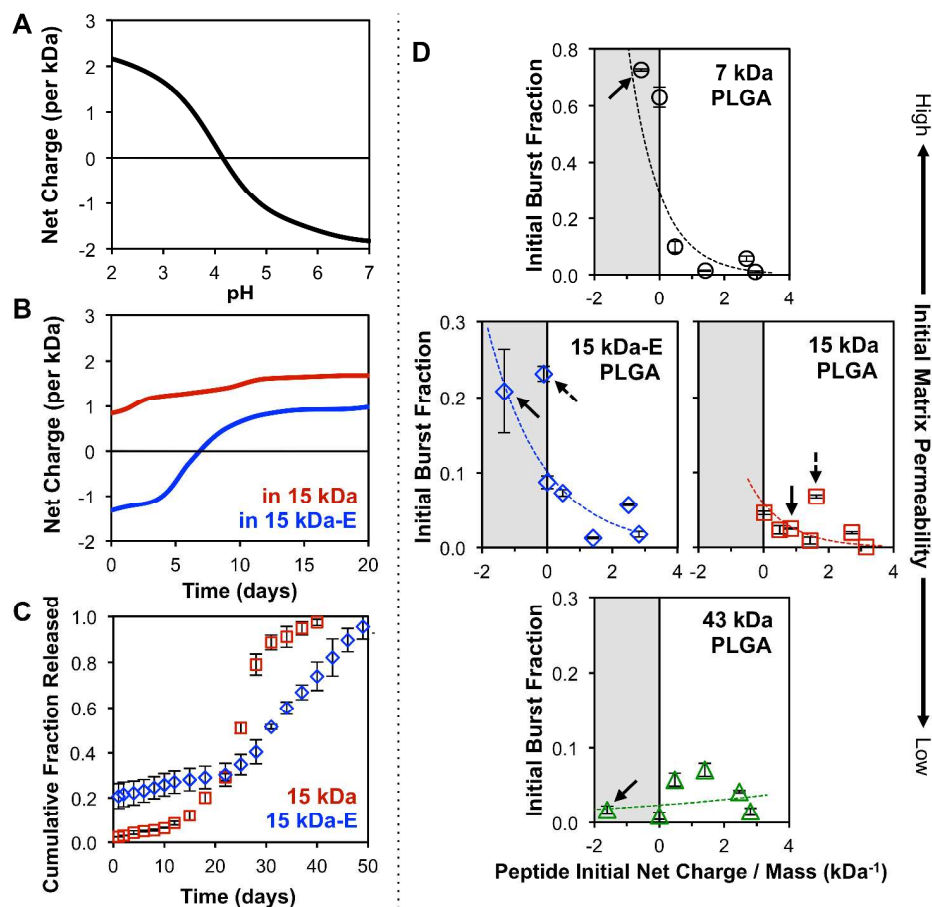 A
Net Charge (per kDa)
3
2
1
0
-1
-2
2 3 4 5 6 7
pH
B
Net Charge (per kDa)
3
2
1
0
-1
-2
in 15 kDa
in 15 kDa-E
0 5 10 15 20
Time (days)
C
Cumulative Fraction Released
1.0
0.8
0.6
0.4
0.2
0.0
15 kDa
15 kDa-E
0 10 20 30 40 50
Time (days)
D
Initial Burst Fraction
0.8
0.6
0.4
0.2
0.0
7 kDa
PLGA
-2 0 2 4
Initial Burst Fraction
0.3
0.2
0.1
0.0
15 kDa-E
PLGA
-2 0 2 4
15 kDa
PLGA
-2 0 2 4
Initial Burst Fraction
0.3
0.2
0.1
0.0
43 kDa
PLGA
-2 0 2 4
Peptide Initial Net Charge / Mass (kDa⁻¹)
High
Initial Matrix Permeability
Low